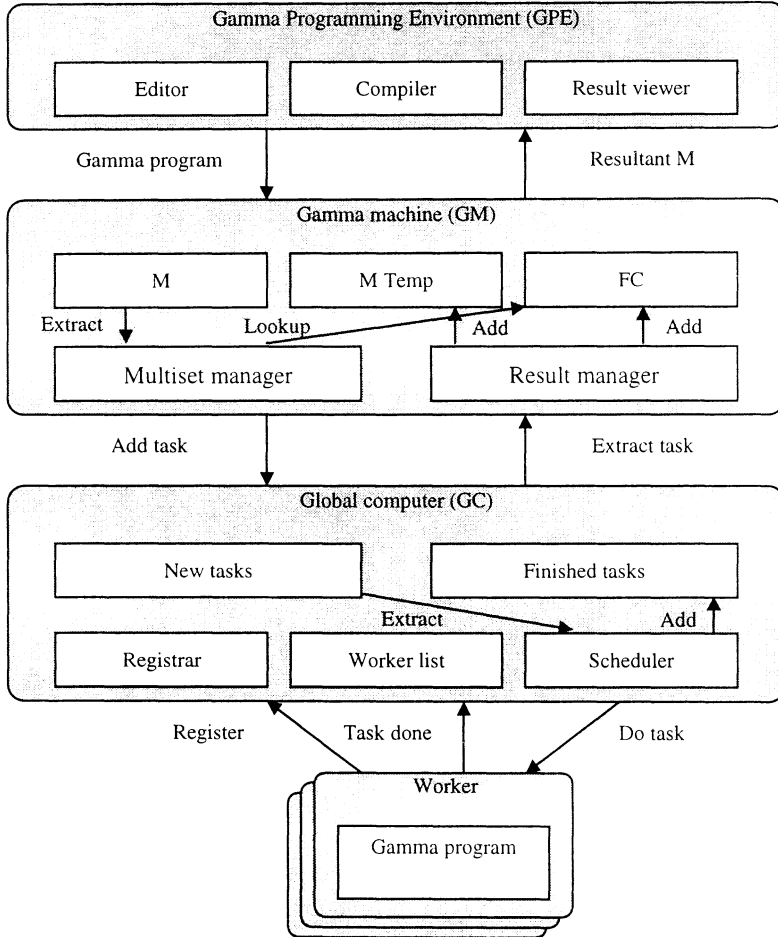 Gamma Programming Environment (GPE)
Editor
Compiler
Result viewer
Gamma program
Resultant M
Gamma machine (GM)
M
M Temp
FC
Extract
Lookup
Add
Add
Multiset manager
Result manager
Add task
Extract task
Global computer (GC)
New tasks
Finished tasks
Extract
Add
Registrar
Worker list
Scheduler
Register
Task done
Do task
Worker
Gamma program